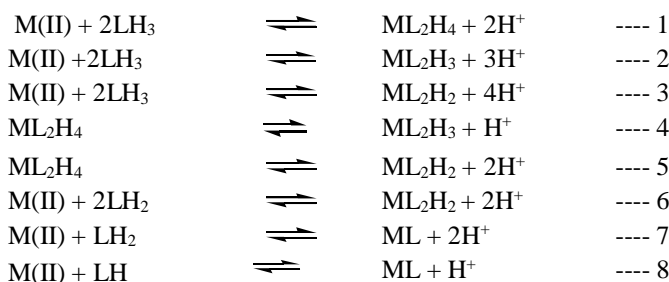 M(II) + 2LH₃ ⇌ ML₂H₄ + 2H⁺ ---- 1
M(II) +2LH₃ ⇌ ML₂H₃ + 3H⁺ ---- 2
M(II) + 2LH₃ ⇌ ML₂H₂ + 4H⁺ ---- 3
ML₂H₄ ⇌ ML₂H₃ + H⁺ ---- 4
ML₂H₄ ⇌ ML₂H₂ + 2H⁺ ---- 5
M(II) + 2LH₂ ⇌ ML₂H₂ + 2H⁺ ---- 6
M(II) + LH₂ ⇌ ML + 2H⁺ ---- 7
M(II) + LH ⇌ ML + H⁺ ---- 8